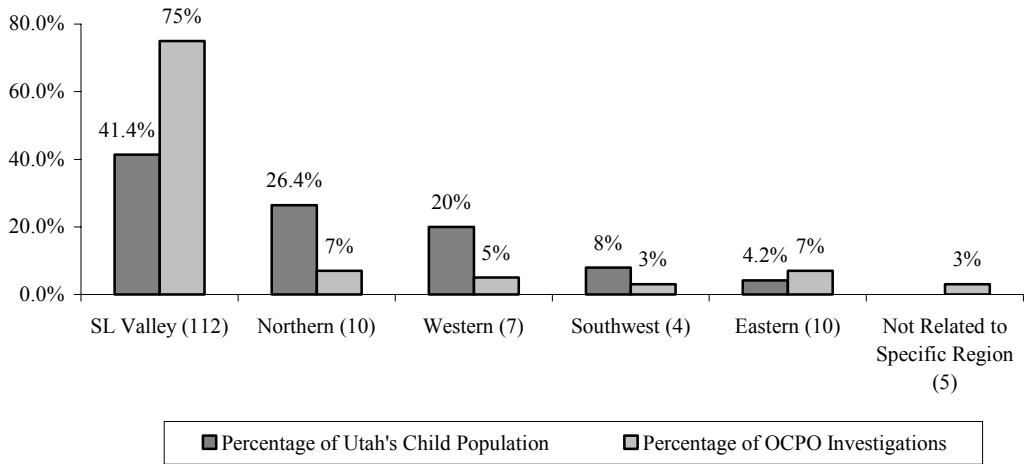 80.0%
60.0%
40.0%
20.0%
0.0%
41.4%
75%
26.4%
7%
20%
5%
8%
3%
4.2%
7%
3%
SL Valley (112)
Northern (10)
Western (7)
Southwest (4)
Eastern (10)
Not Related to
Specific Region
(5)
Percentage of Utah's Child Population
Percentage of OCPO Investigations